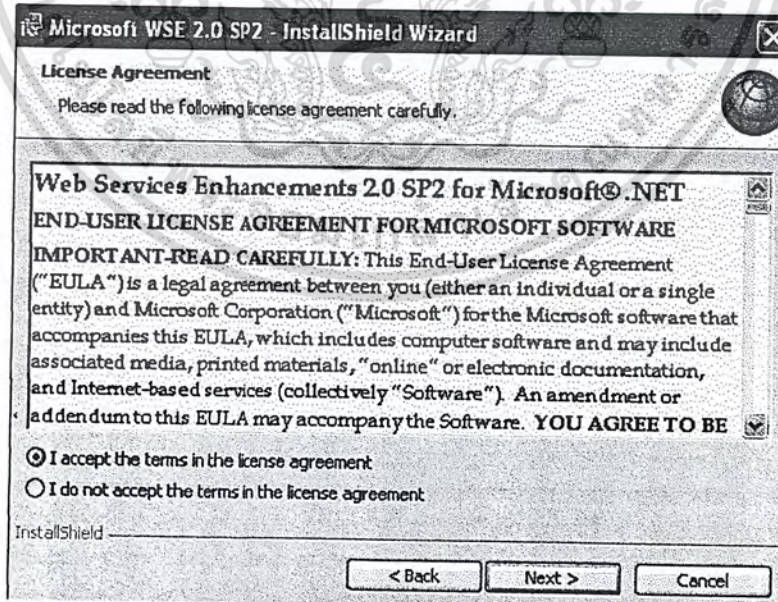 Microsoft WSE 2.0 SP2 - InstallShield Wizard
License Agreement
Please read the following license agreement carefully.
Web Services Enhancements 2.0 SP2 for Microsoft® .NET
END-USER LICENSE AGREEMENT FOR MICROSOFT SOFTWARE
IMPORTANT-READ CAREFULLY: This End-User License Agreement
("EULA") is a legal agreement between you (either an individual or a single
entity) and Microsoft Corporation ("Microsoft") for the Microsoft software that
accompanies this EULA, which includes computer software and may include
associated media, printed materials, "online" or electronic documentation,
and Internet-based services (collectively "Software"). An amendment or
addendum to this EULA may accompany the Software. YOU AGREE TO BE
I accept the terms in the license agreement
I do not accept the terms in the license agreement
InstallShield
< Back
Next >
Cancel